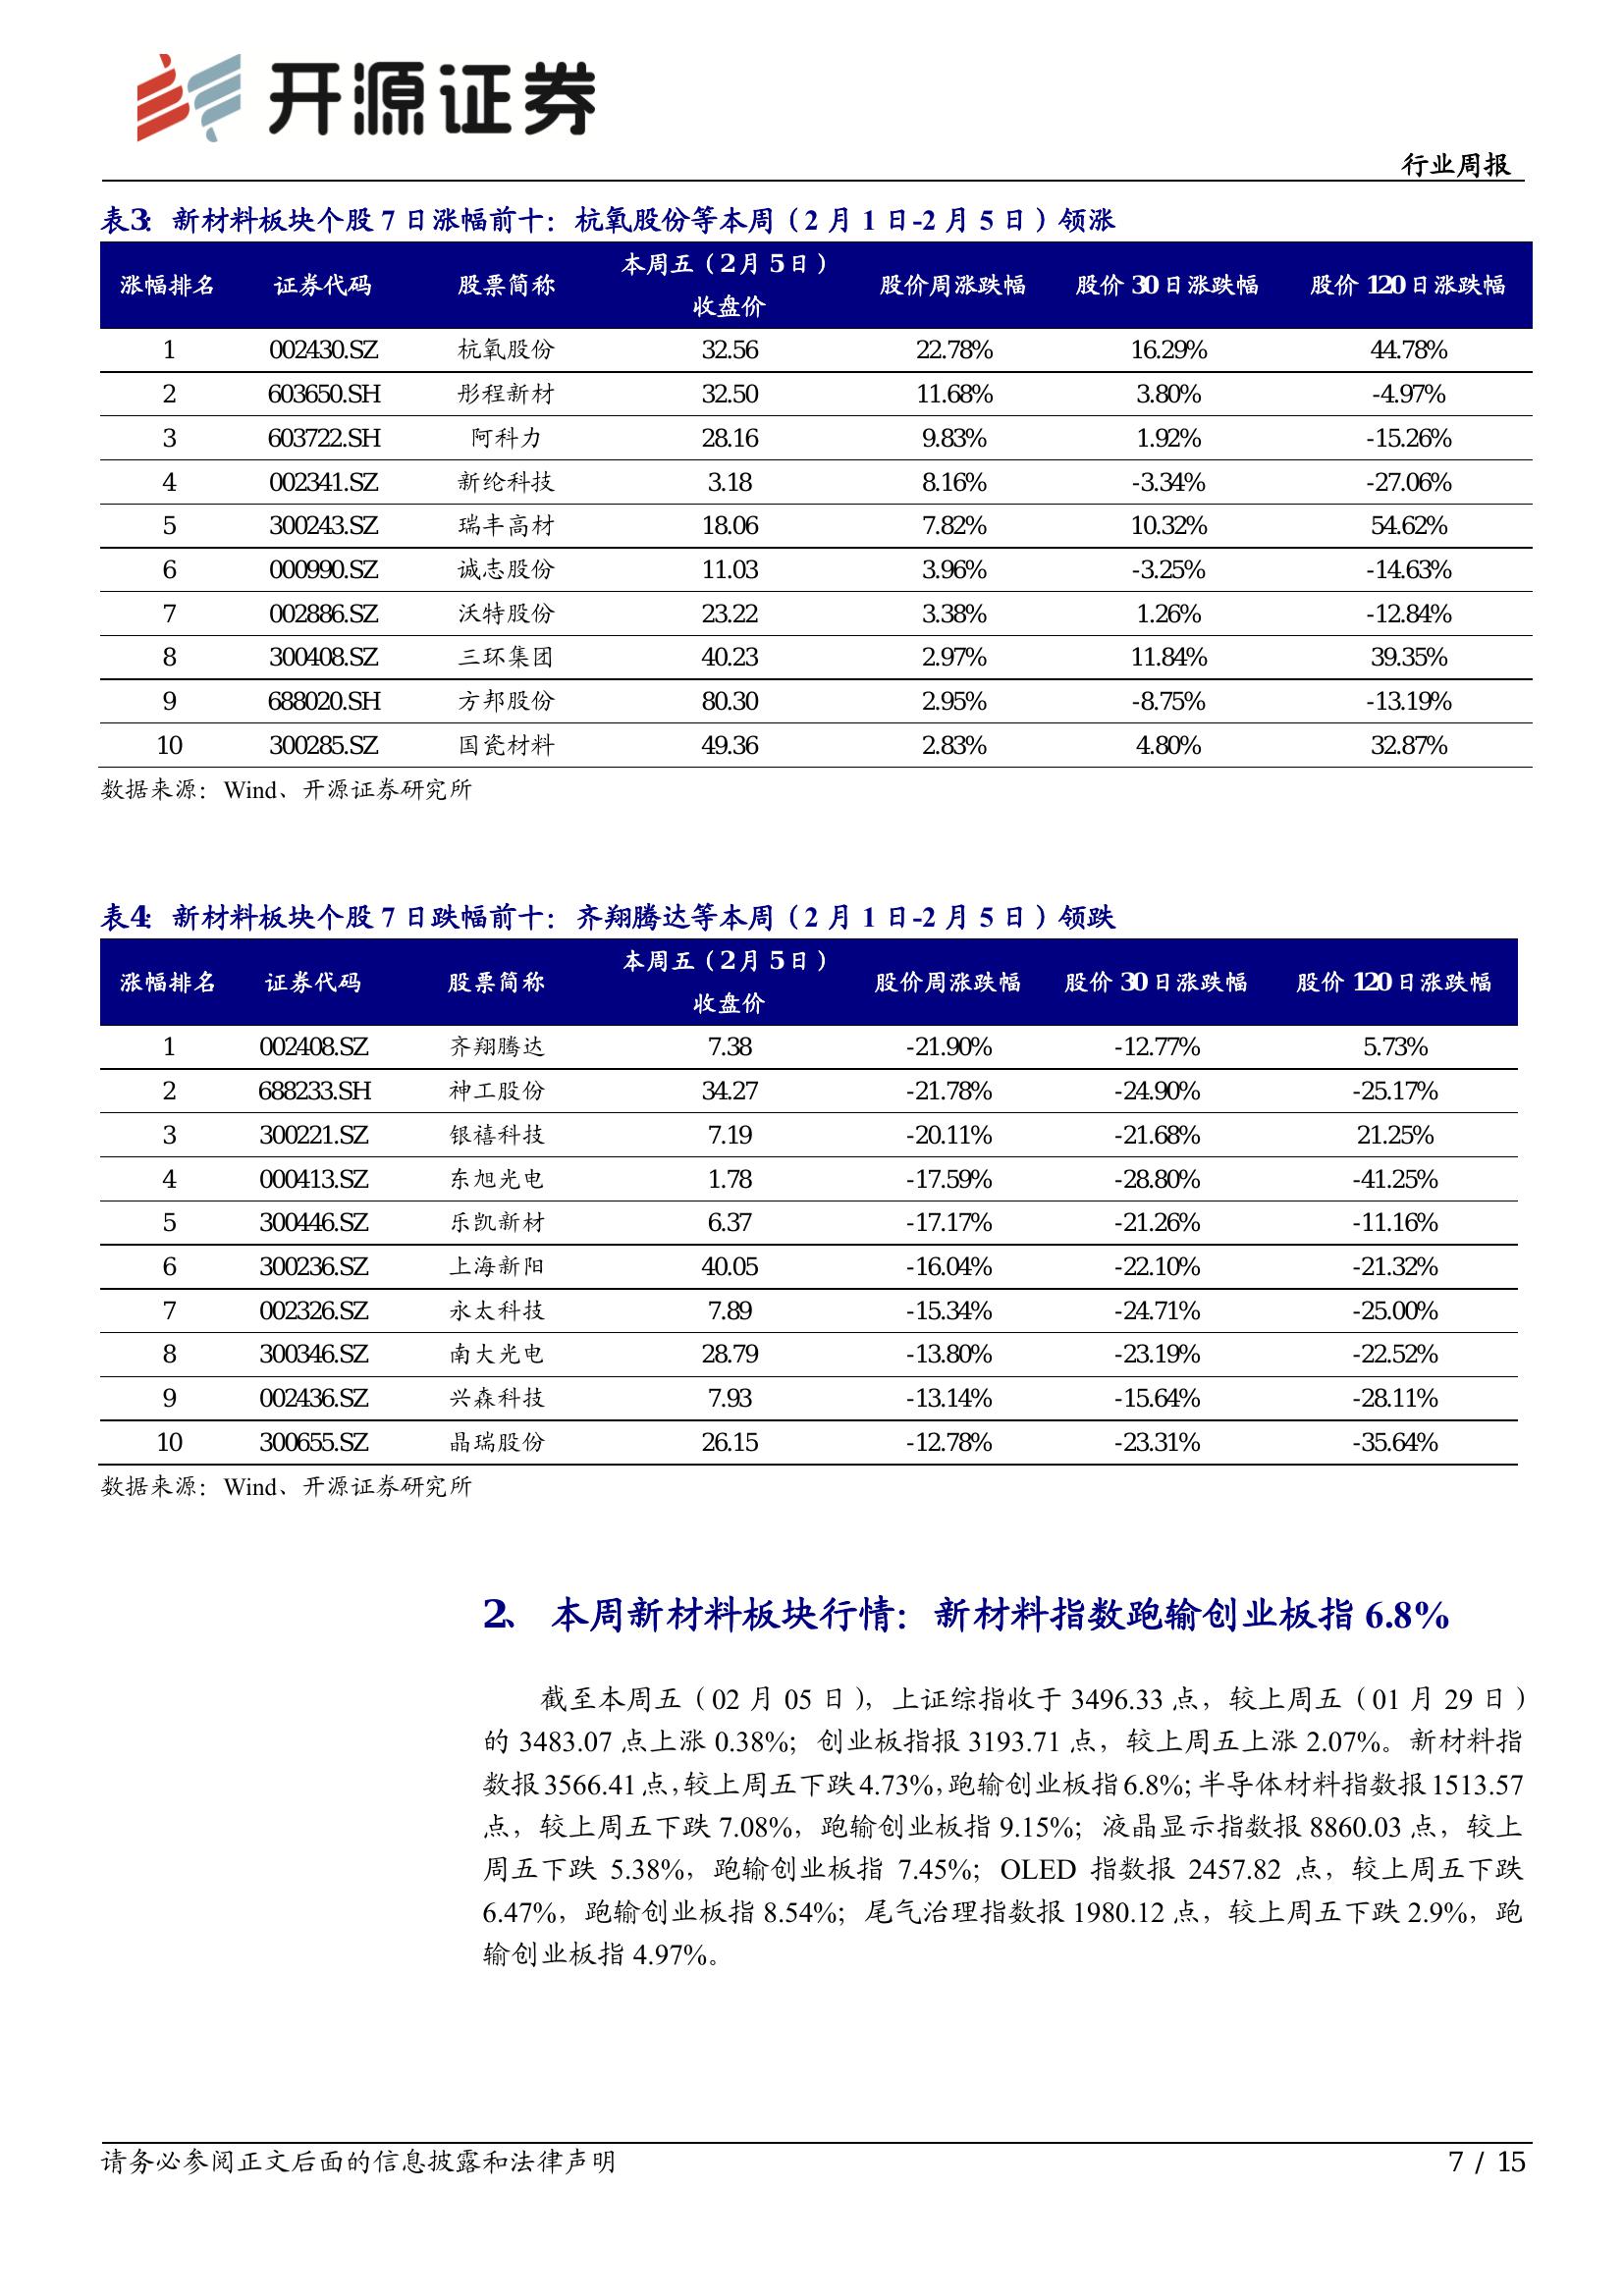 开源证券
行业周报
表3： 新材料板块个股 7 日涨幅前十：杭氧股份等本周（2 月 1 日-2 月 5 日）领涨
涨幅排名 证券代码 股票简称 本周五（2月5日）收盘价 股价周涨跌幅 股价 30 日涨跌幅 股价 120 日涨跌幅
1 002430.SZ 杭氧股份 32.56 22.78% 16.29% 44.78%
2 603650.SH 彤程新材 32.50 11.68% 3.80% -4.97%
3 603722.SH 阿科力 28.16 9.83% 1.92% -15.26%
4 002341.SZ 新纶科技 3.18 8.16% -3.34% -27.06%
5 300243.SZ 瑞丰高材 18.06 7.82% 10.32% 54.62%
6 000990.SZ 诚志股份 11.03 3.96% -3.25% -14.63%
7 002886.SZ 沃特股份 23.22 3.38% 1.26% -12.84%
8 300408.SZ 三环集团 40.23 2.97% 11.84% 39.35%
9 688020.SH 方邦股份 80.30 2.95% -8.75% -13.19%
10 300285.SZ 国瓷材料 49.36 2.83% 4.80% 32.87%
数据来源：Wind、开源证券研究所
表4： 新材料板块个股 7 日跌幅前十：齐翔腾达等本周（2 月 1 日-2 月 5 日）领跌
涨幅排名 证券代码 股票简称 本周五（2月5日）收盘价 股价周涨跌幅 股价 30 日涨跌幅 股价 120 日涨跌幅
1 002408.SZ 齐翔腾达 7.38 -21.90% -12.77% 5.73%
2 688233.SH 神工股份 34.27 -21.78% -24.90% -25.17%
3 300221.SZ 银禧科技 7.19 -20.11% -21.68% 21.25%
4 000413.SZ 东旭光电 1.78 -17.59% -28.80% -41.25%
5 300446.SZ 乐凯新材 6.37 -17.17% -21.26% -11.16%
6 300236.SZ 上海新阳 40.05 -16.04% -22.10% -21.32%
7 002326.SZ 永太科技 7.89 -15.34% -24.71% -25.00%
8 300346.SZ 南大光电 28.79 -13.80% -23.19% -22.52%
9 002436.SZ 兴森科技 7.93 -13.14% -15.64% -28.11%
10 300655.SZ 晶瑞股份 26.15 -12.78% -23.31% -35.64%
数据来源：Wind、开源证券研究所
2、 本周新材料板块行情：新材料指数跑输创业板指 6.8%
截至本周五（02 月 05 日），上证综指收于 3496.33 点，较上周五（01 月 29 日）
的 3483.07 点上涨 0.38%；创业板指报 3193.71 点，较上周五上涨 2.07%。新材料指
数报 3566.41 点，较上周五下跌 4.73%，跑输创业板指 6.8%；半导体材料指数报 1513.57
点，较上周五下跌 7.08%，跑输创业板指 9.15%；液晶显示指数报 8860.03 点，较上
周五下跌 5.38%，跑输创业板指 7.45%；OLED 指数报 2457.82 点，较上周五下跌
6.47%，跑输创业板指 8.54%；尾气治理指数报 1980.12 点，较上周五下跌 2.9%，跑
输创业板指 4.97%。
请务必参阅正文后面的信息披露和法律声明 7 / 15